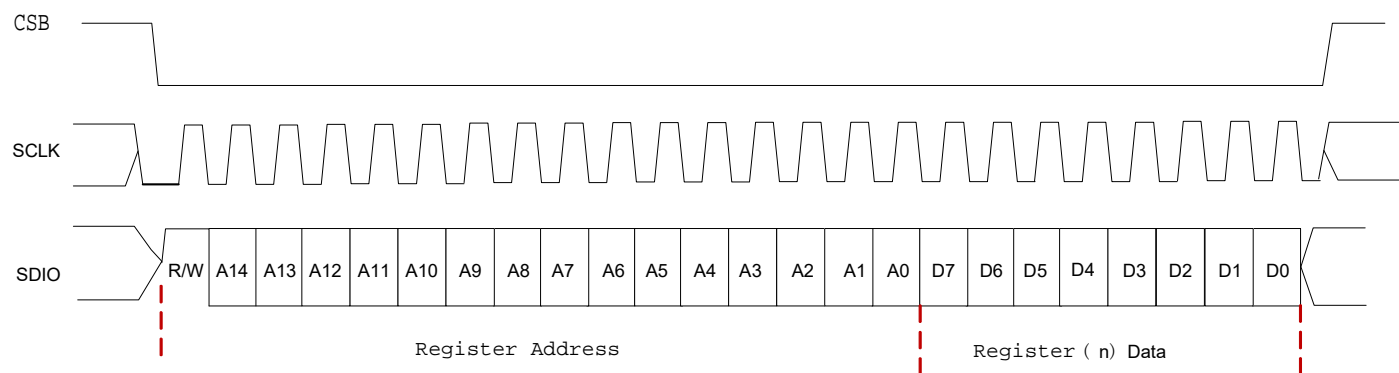 CSB
SCLK
SDIO R/W A14 A13 A12 A11 A10 A9 A8 A7 A6 A5 A4 A3 A2 A1 A0 D7 D6 D5 D4 D3 D2 D1 D0
Register Address Register ( n) Data